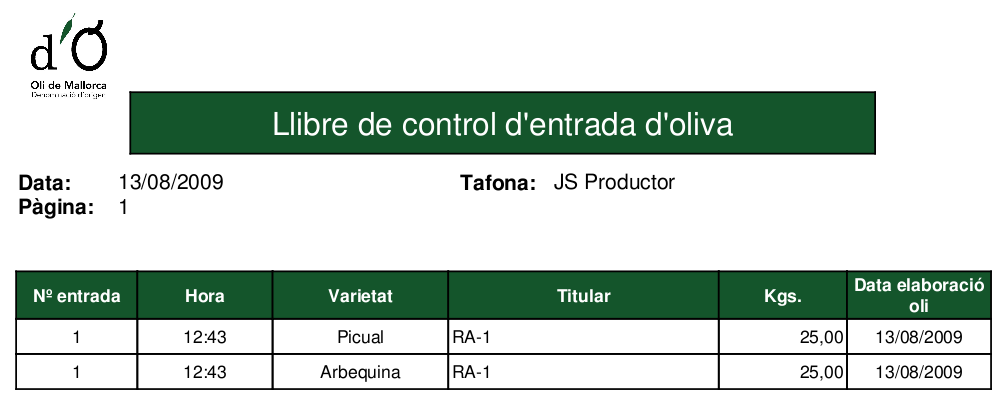 d'O
Oli de Mallorca
Denominació d'origen
Llibre de control d'entrada d'oliva
Data: 13/08/2009 Tafona: JS Productor
Pàgina: 1
Nº entrada Hora Varietat Titular Kgs. Data elaboració oli
1 12:43 Picual RA-1 25,00 13/08/2009
1 12:43 Arbequina RA-1 25,00 13/08/2009